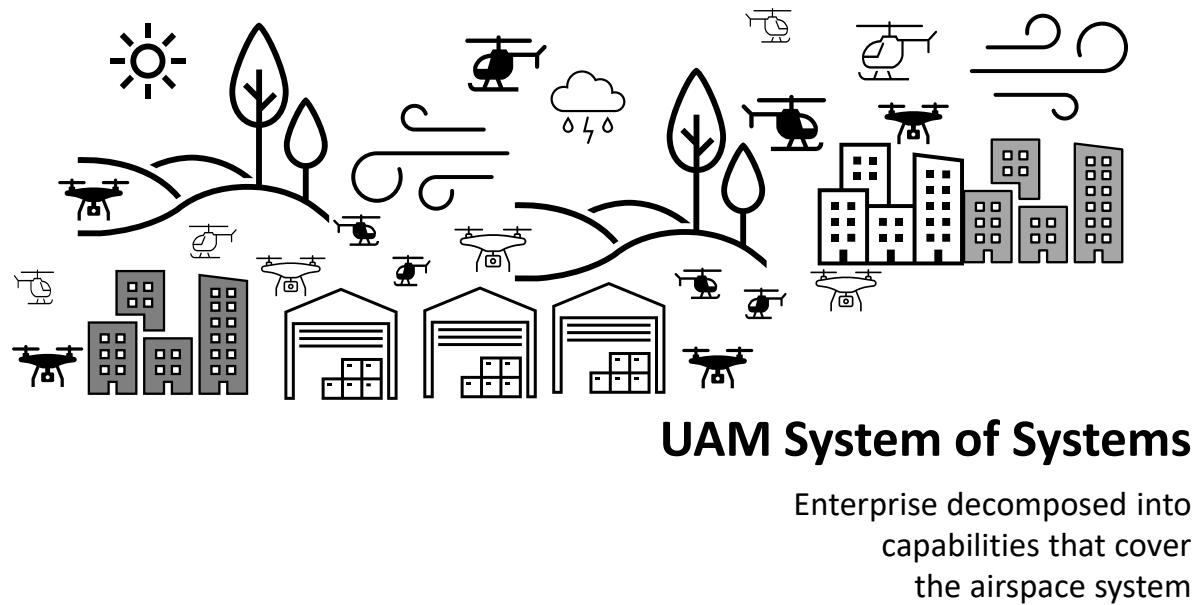 UAM System of Systems
Enterprise decomposed into
capabilities that cover
the airspace system